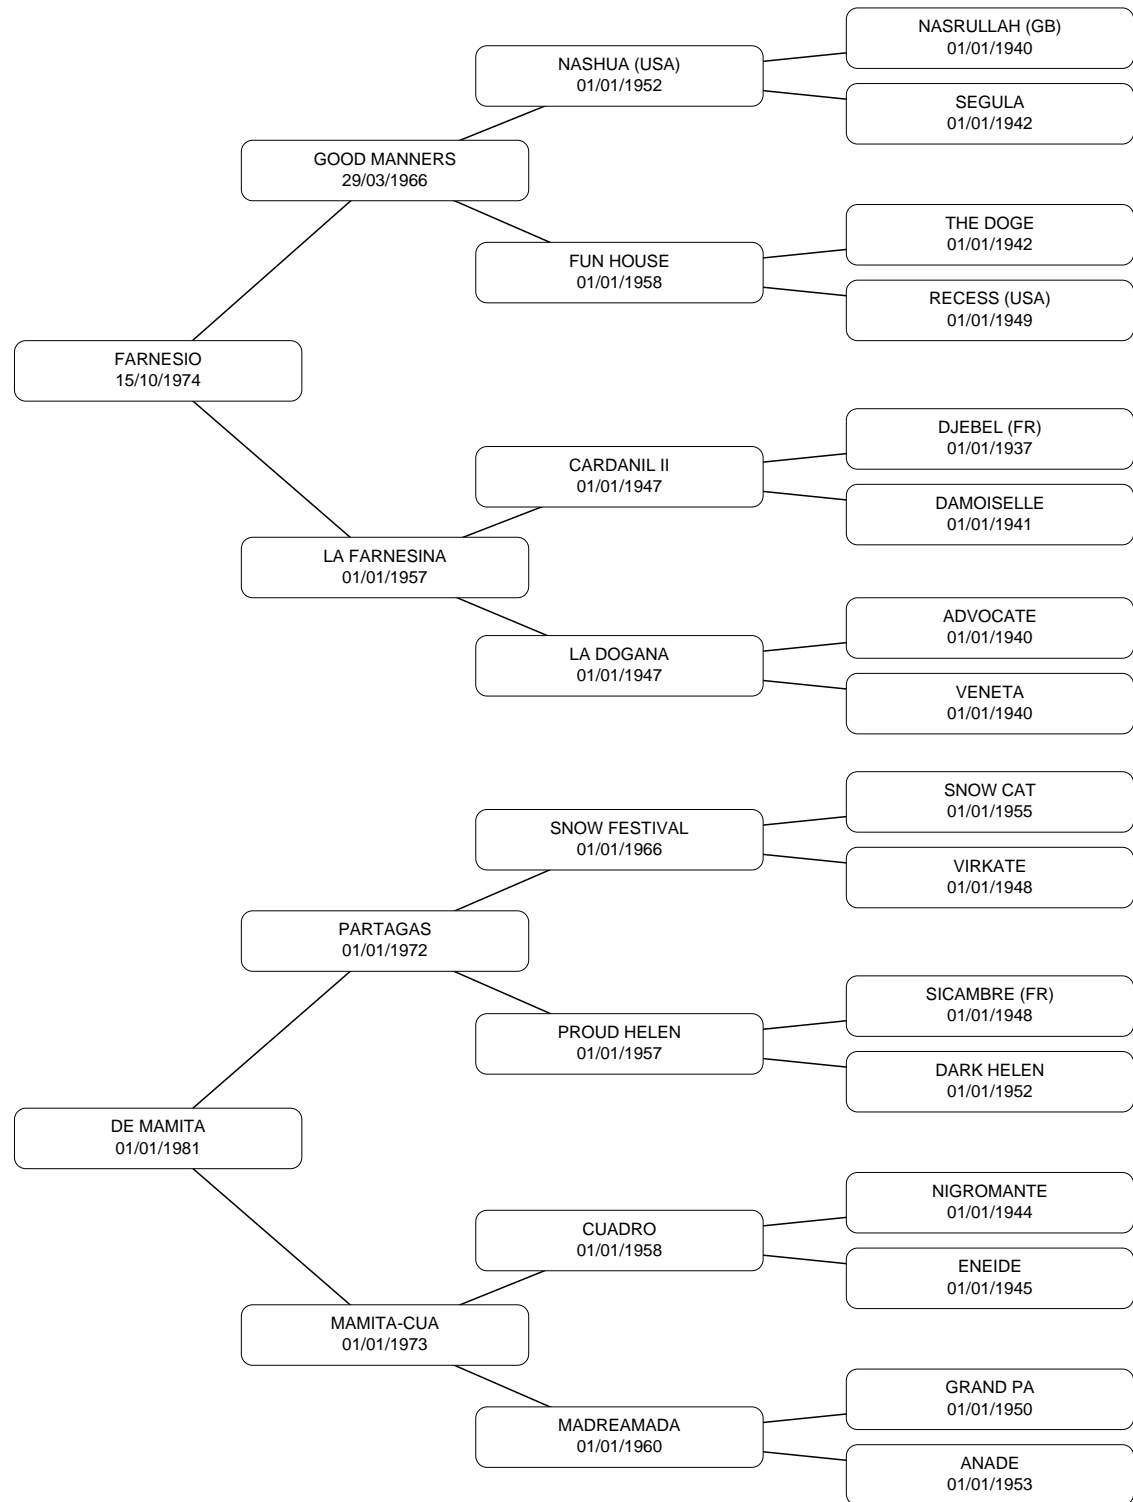 NASRULLAH (GB)
01/01/1940
NASHUA (USA)
01/01/1952
SEGULA
01/01/1942
GOOD MANNERS
29/03/1966
THE DOGE
01/01/1942
FUN HOUSE
01/01/1958
RECESS (USA)
01/01/1949
FARNESIO
15/10/1974
DJEBEL (FR)
01/01/1937
CARDANIL II
01/01/1947
DAMOISELLE
01/01/1941
LA FARNESINA
01/01/1957
ADVOCATE
01/01/1940
LA DOGANA
01/01/1947
VENETA
01/01/1940
SNOW CAT
01/01/1955
SNOW FESTIVAL
01/01/1966
VIRKATE
01/01/1948
PARTAGAS
01/01/1972
SICAMBRE (FR)
01/01/1948
PROUD HELEN
01/01/1957
DARK HELEN
01/01/1952
DE MAMITA
01/01/1981
NIGROMANTE
01/01/1944
CUADRO
01/01/1958
ENEIDE
01/01/1945
MAMITA-CUA
01/01/1973
GRAND PA
01/01/1950
MADREAMADA
01/01/1960
ANADE
01/01/1953